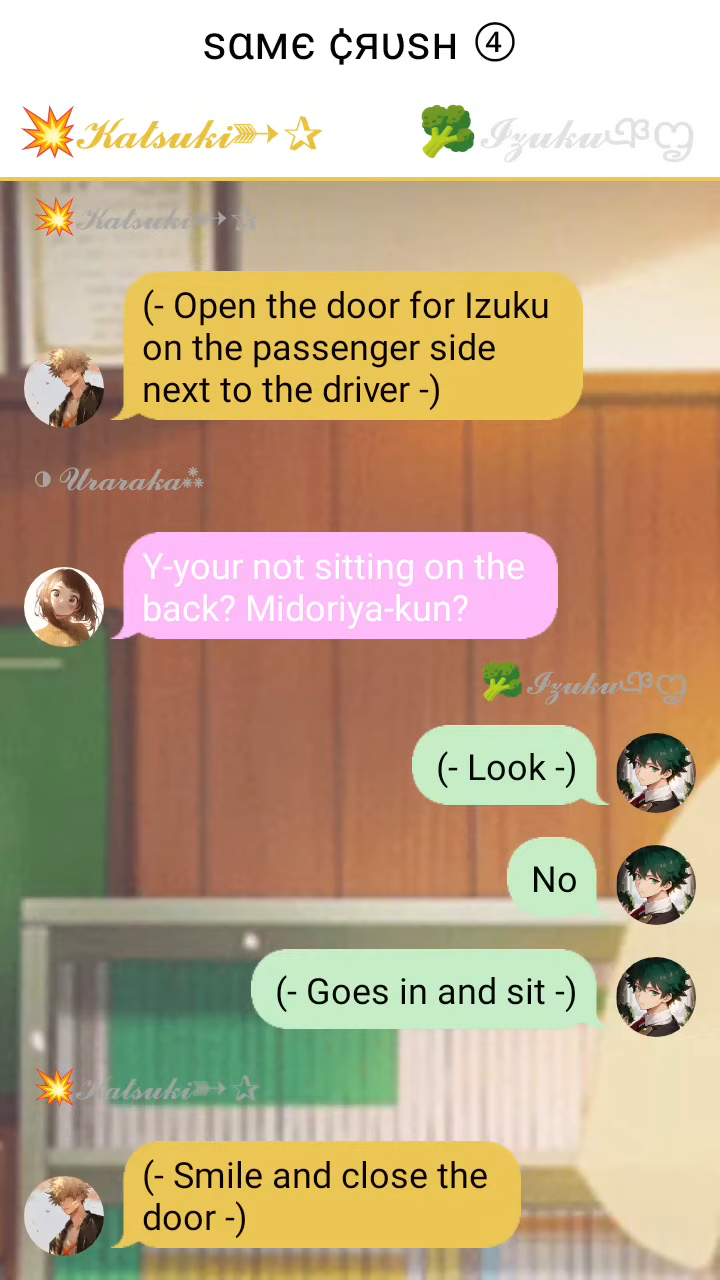 sαмє ¢яυsн ④
💥𝒦𝒶𝓉𝓈𝓊𝓀𝒾➳☆
🥦ℐ𝓏𝓊𝓀𝓊
💥𝒦𝒶𝓉𝓈𝓊𝓀𝒾➳☆
(- Open the door for Izuku
on the passenger side
next to the driver -)
◑ 𝒰𝓇𝒶𝓇𝒶𝓀𝒶⁂
Y-your not sitting on the
back? Midoriya-kun?
🥦ℐ𝓏𝓊𝓀𝓊
(- Look -)
No
(- Goes in and sit -)
💥𝒦𝒶𝓉𝓈𝓊𝓀𝒾➳☆
(- Smile and close the
door -)